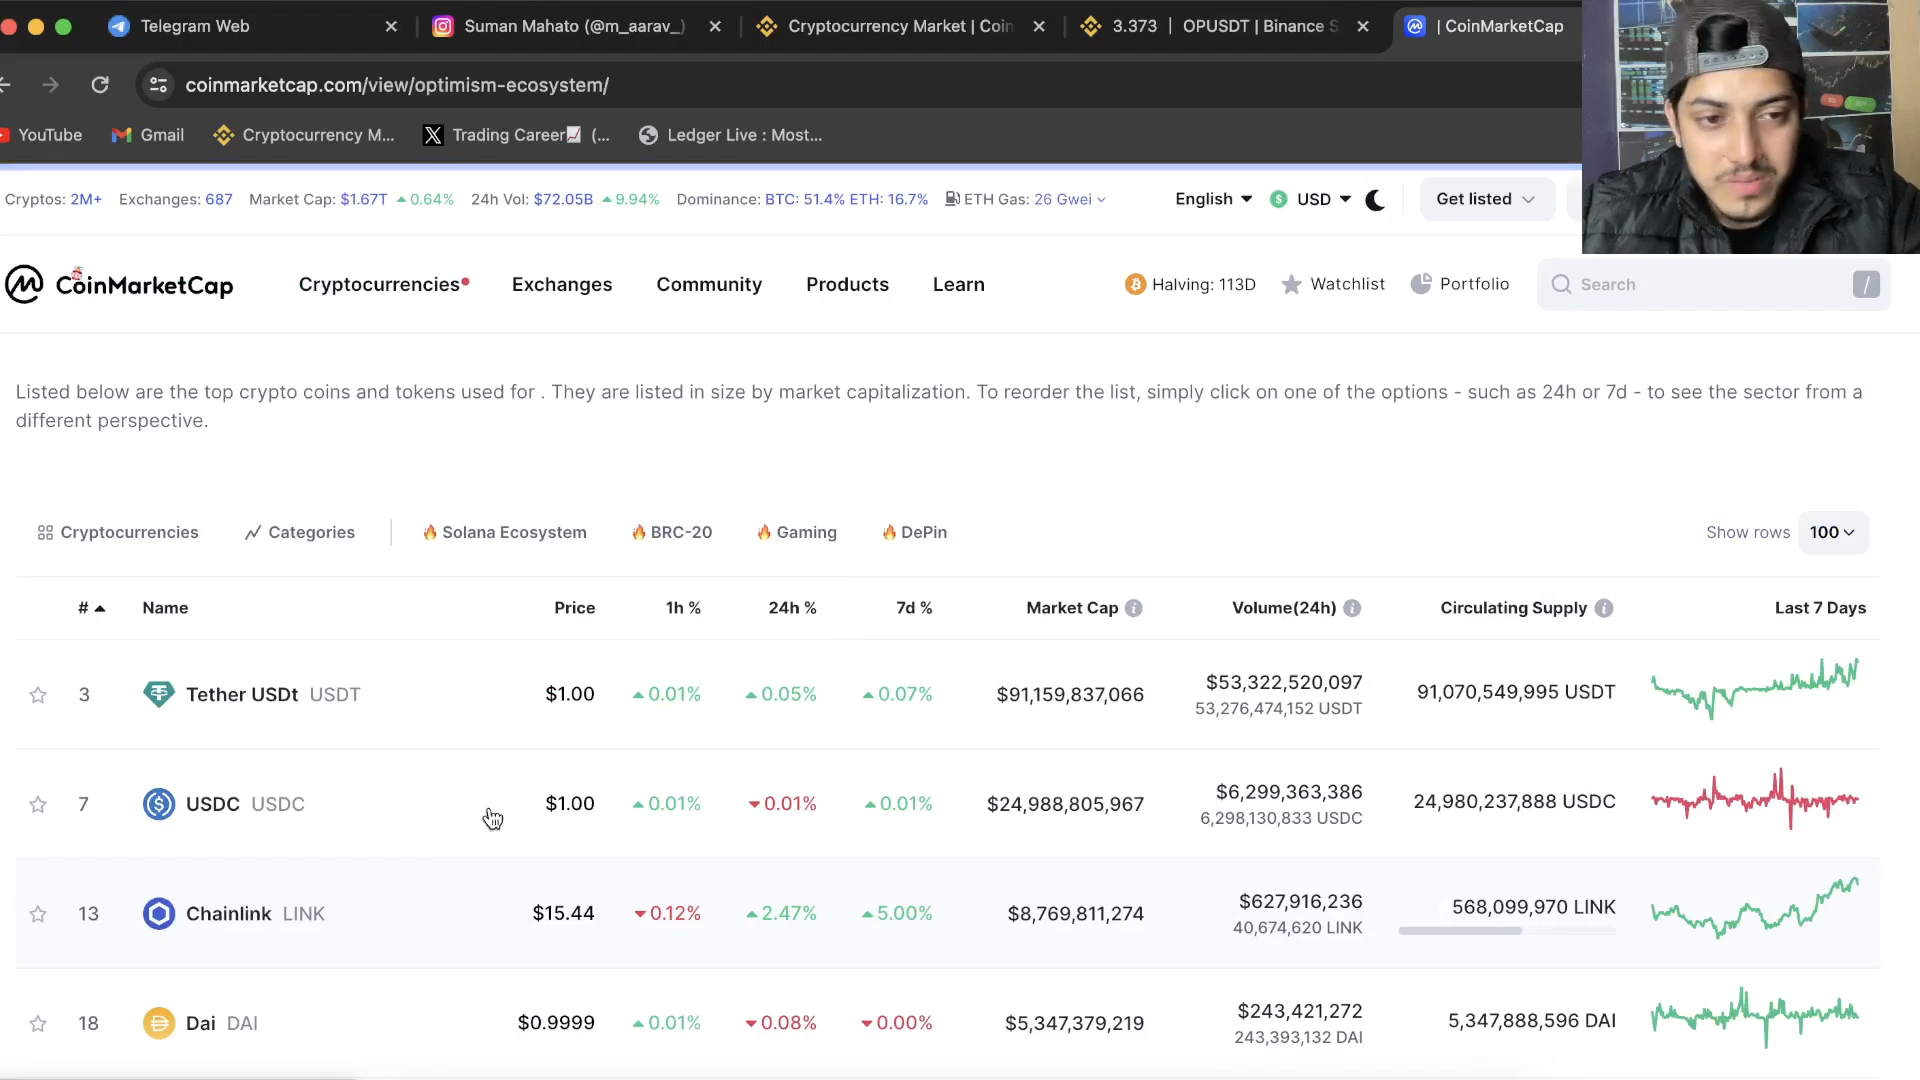 Telegram Web
Suman Mahato (@m_aarav_)
Cryptocurrency Market | Coin
3.373 | OPUSDT | Binance S
| CoinMarketCap
coinmarketcap.com/view/optimism-ecosystem/
YouTube
Gmail
Cryptocurrency M...
Trading Career📈 (...
Ledger Live : Most...
Cryptos: 2M+ Exchanges: 687 Market Cap: $1.67T ▲ 0.64% 24h Vol: $72.05B ▲ 9.94% Dominance: BTC: 51.4% ETH: 16.7% ETH Gas: 26 Gwei
English
USD
Get listed
CoinMarketCap
Cryptocurrencies
Exchanges
Community
Products
Learn
Halving: 113D
Watchlist
Portfolio
Search
/
Listed below are the top crypto coins and tokens used for . They are listed in size by market capitalization. To reorder the list, simply click on one of the options - such as 24h or 7d - to see the sector from a
different perspective.
Cryptocurrencies
Categories
🔥 Solana Ecosystem
🔥 BRC-20
🔥 Gaming
🔥 DePin
Show rows 100
# ▲ Name Price 1h % 24h % 7d % Market Cap Volume(24h) Circulating Supply Last 7 Days
3 Tether USDt USDT $1.00 ▲ 0.01% ▲ 0.05% ▲ 0.07% $91,159,837,066 $53,322,520,097 91,070,549,995 USDT
53,276,474,152 USDT
7 USDC USDC $1.00 ▲ 0.01% ▼ 0.01% ▲ 0.01% $24,988,805,967 $6,299,363,386 24,980,237,888 USDC
6,298,130,833 USDC
13 Chainlink LINK $15.44 ▼ 0.12% ▲ 2.47% ▲ 5.00% $8,769,811,274 $627,916,236 568,099,970 LINK
40,674,620 LINK
18 Dai DAI $0.9999 ▲ 0.01% ▼ 0.08% ▼ 0.00% $5,347,379,219 $243,421,272 5,347,888,596 DAI
243,393,132 DAI